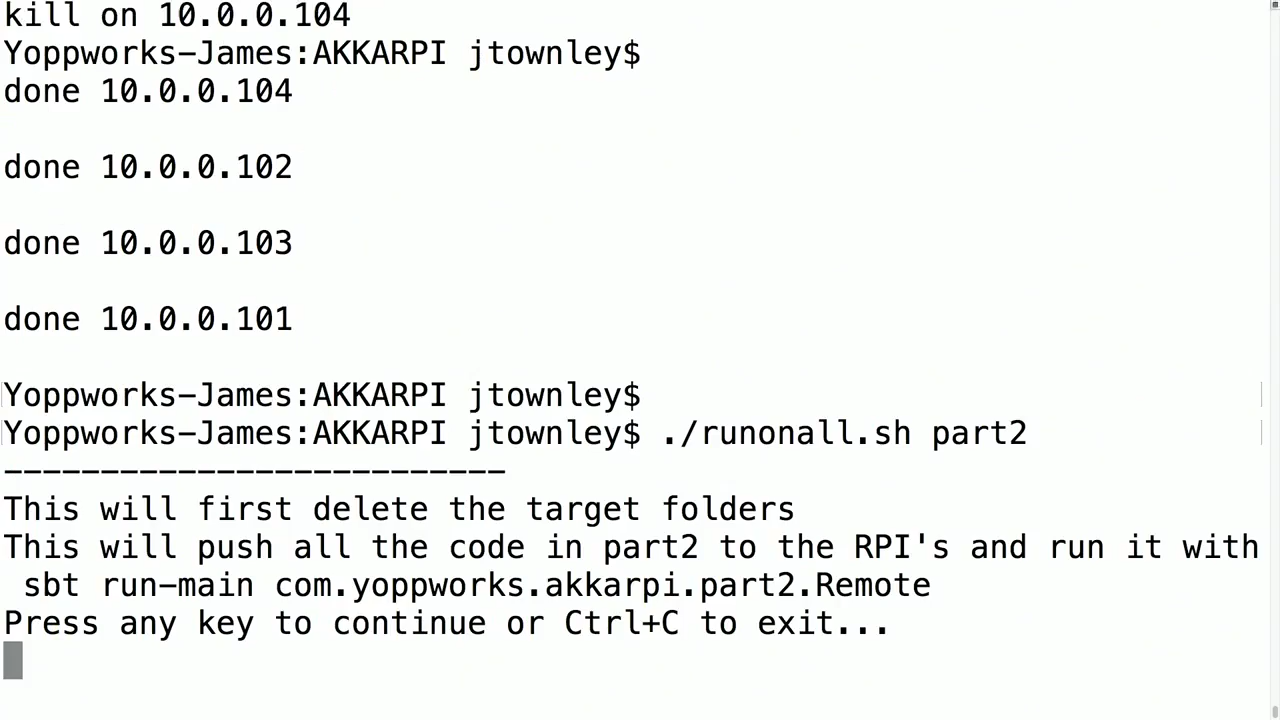 kill on 10.0.0.104
Yoppworks-James:AKKARPI jtownley$
done 10.0.0.104
done 10.0.0.102
done 10.0.0.103
done 10.0.0.101
Yoppworks-James:AKKARPI jtownley$
Yoppworks-James:AKKARPI jtownley$ ./runonall.sh part2
--------------------------
This will first delete the target folders
This will push all the code in part2 to the RPI's and run it with
sbt run-main com.yoppworks.akkarpi.part2.Remote
Press any key to continue or Ctrl+C to exit...